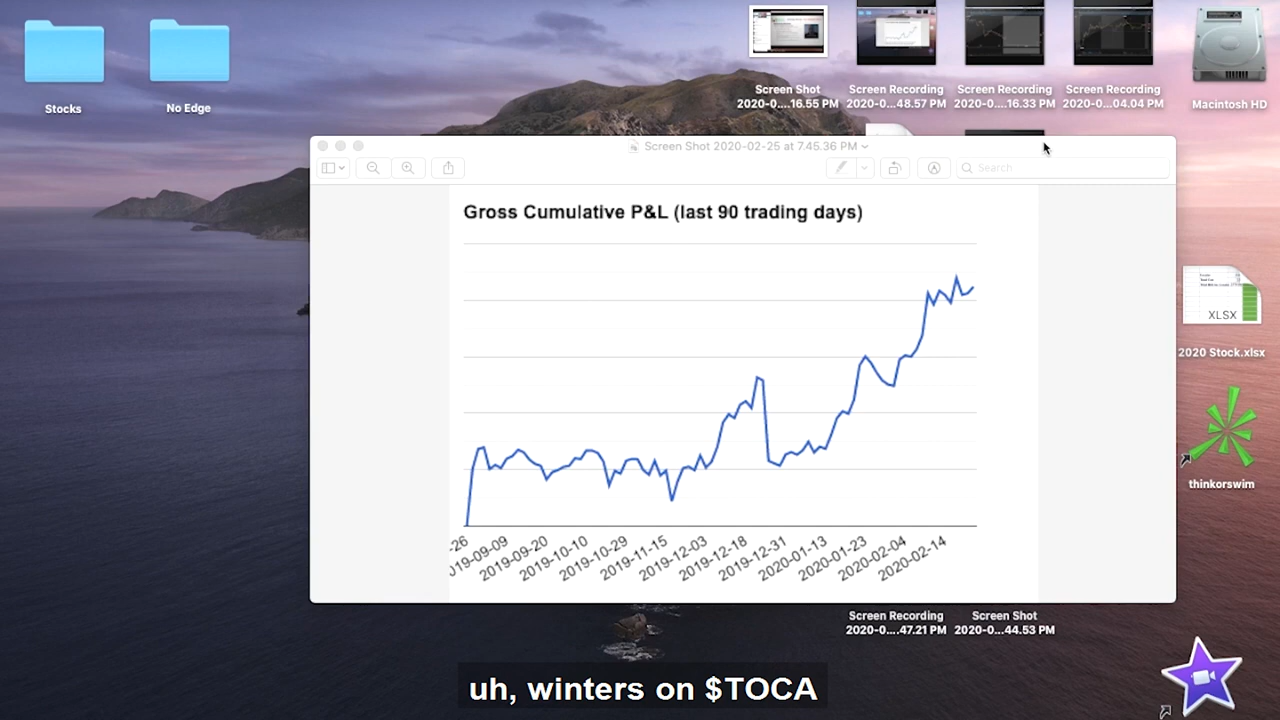 Stocks
No Edge
Screen Shot
2020-0....16.55 PM
Screen Recording
2020-0...48.57 PM
Screen Recording
2020-0...16.33 PM
Screen Recording
2020-0....04.04 PM
Macintosh HD
Screen Shot 2020-02-25 at 7.45.36 PM
Search
Gross Cumulative P&L (last 90 trading days)
-26
019-09-09
2019-09-20
2019-10-10
2019-10-29
2019-11-15
2019-12-03
2019-12-18
2019-12-31
2020-01-13
2020-01-23
2020-02-04
2020-02-14
XLSX
2020 Stock.xlsx
thinkorswim
Screen Recording
2020-0....47.21 PM
Screen Shot
2020-0...44.53 PM
uh, winters on $TOCA